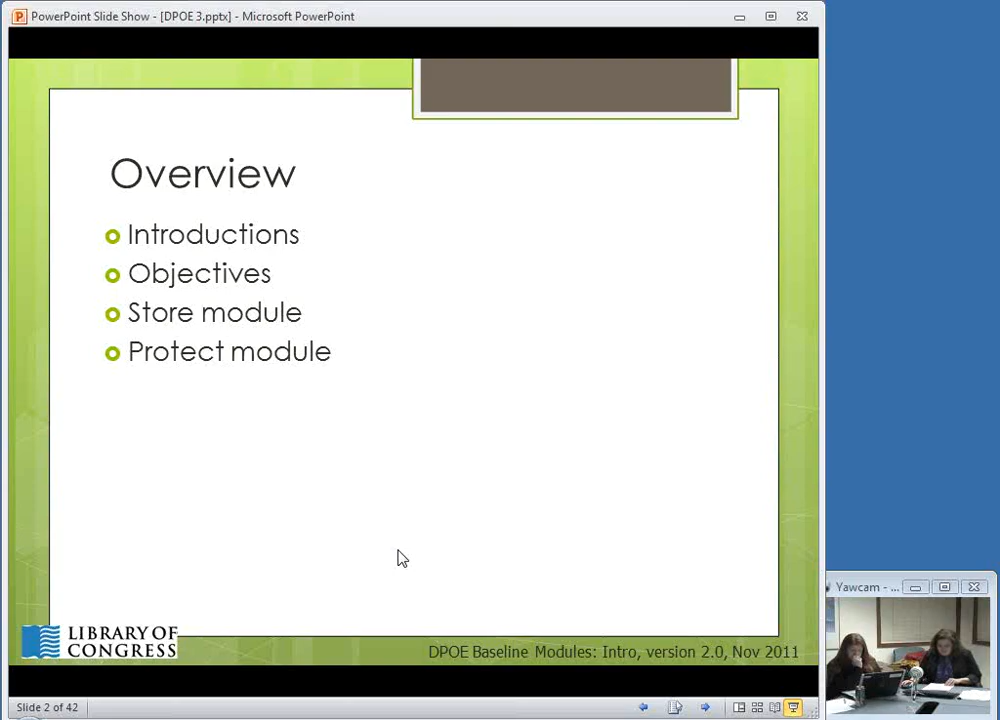 PowerPoint Slide Show - [DPOE 3.pptx] - Microsoft PowerPoint
Overview
Introductions
Objectives
Store module
Protect module
LIBRARY OF
CONGRESS
DPOE Baseline Modules: Intro, version 2.0, Nov 2011
Yawcam - ...
Slide 2 of 42